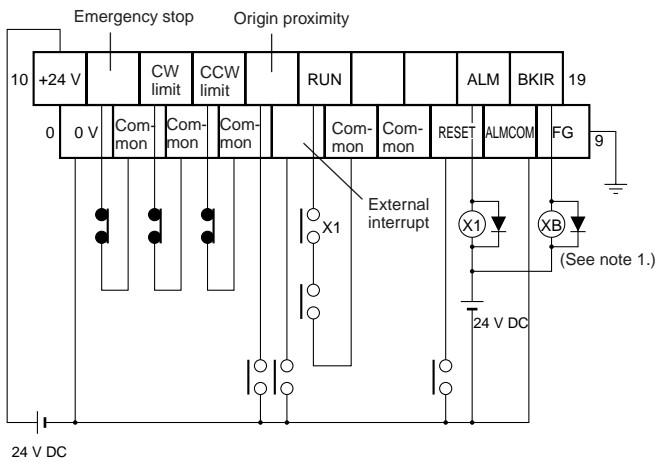 Emergency stop
Origin proximity
10
+24 V
CW
limit
CCW
limit
RUN
ALM
BKIR
19
0
0 V
Com-
mon
Com-
mon
Com-
mon
Com-
mon
Com-
mon
RESET
ALMCOM
FG
9
External
interrupt
X1
X1
XB
(See note 1.)
24 V DC
24 V DC